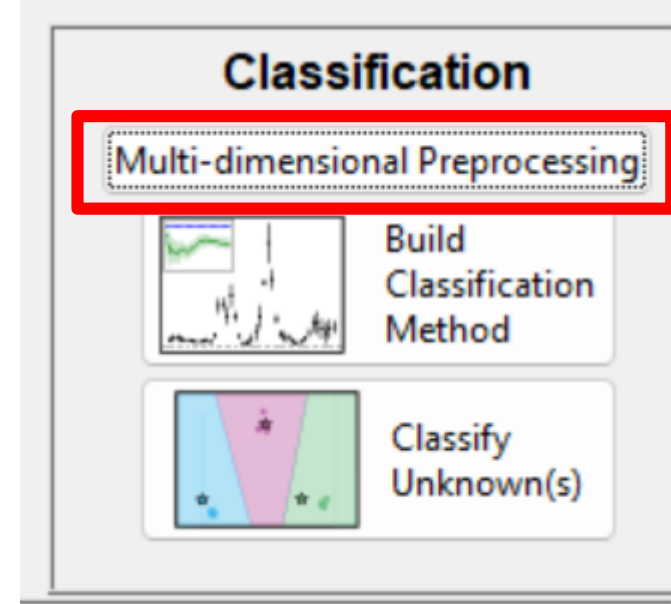 Classification
Multi-dimensional Preprocessing
Build
Classification
Method
Classify
Unknown(s)